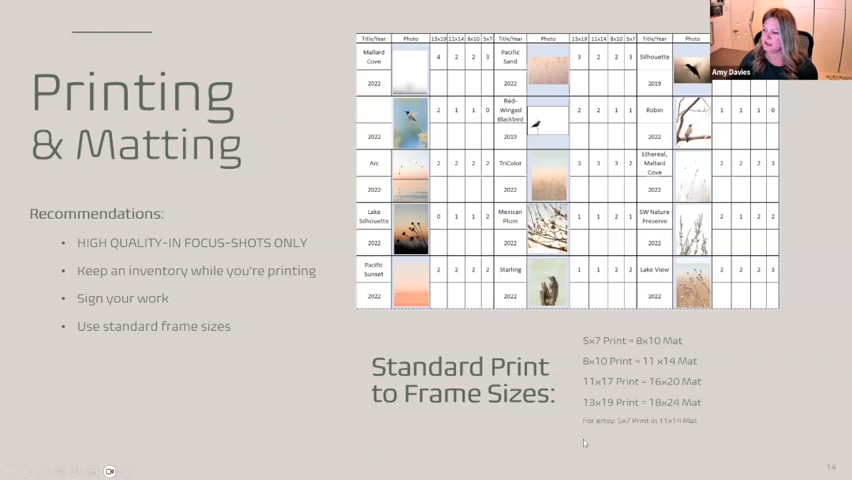 Printing
& Matting
Recommendations:
• HIGH QUALITY-IN FOCUS-SHOTS ONLY
• Keep an inventory while you're printing
• Sign your work
• Use standard frame sizes
Title/Year Photo 13x19 11x14 8x10 5x7 Title/Year Photo 13x19 11x14 8x10 5x7 Title/Year Photo
Mallard Cove 4 2 2 3 Pacific Sand 3 2 2 3 Silhouette
2022 2022 2019
2 1 1 0 Red-Winged Blackbird 2 2 1 1 Robin 1 1 1 0
2022 2019 2022
Arc 2 2 2 2 TriColor 3 3 3 2 Ethereal, Mallard Cove 2 2 2 3
2022 2022 2022
Lake Silhouette 0 1 1 2 Mexican Plum 1 1 2 1 SW Nature Preserve 2 1 2 2
2022 2022 2022
Pacific Sunset 2 2 2 2 Starling 1 1 2 2 Lake View 2 2 2 3
2022 2022 2022
Amy Davies
Standard Print
to Frame Sizes:
5x7 Print = 8x10 Mat
8x10 Print = 11 x14 Mat
11x17 Print = 16x20 Mat
13x19 Print = 18x24 Mat
For artsy: 5x7 Print in 11x14 Mat
14